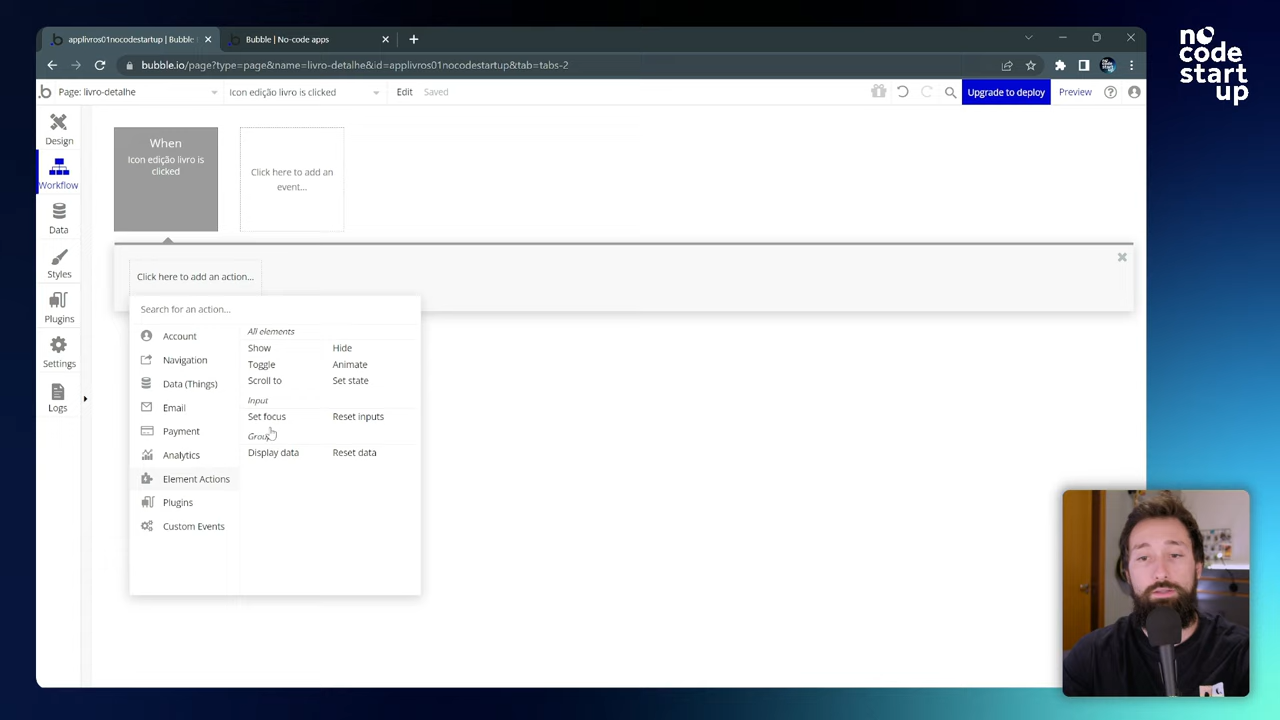 applivros01nocodestartup | Bubble
Bubble | No-code apps
bubble.io/page?type=page&name=livro-detalhe&id=applivros01nocodestartup&tab=tabs-2
no
code
start
up
Page: livro-detalhe
Icon edição livro is clicked
Edit
Saved
Upgrade to deploy
Preview
Design
Workflow
Data
Styles
Plugins
Settings
Logs
When
Icon edição livro is
clicked
Click here to add an
event...
Click here to add an action...
Search for an action...
Account
Navigation
Data (Things)
Email
Payment
Analytics
Element Actions
Plugins
Custom Events
All elements
Show
Hide
Toggle
Animate
Scroll to
Set state
Input
Set focus
Reset inputs
Group
Display data
Reset data